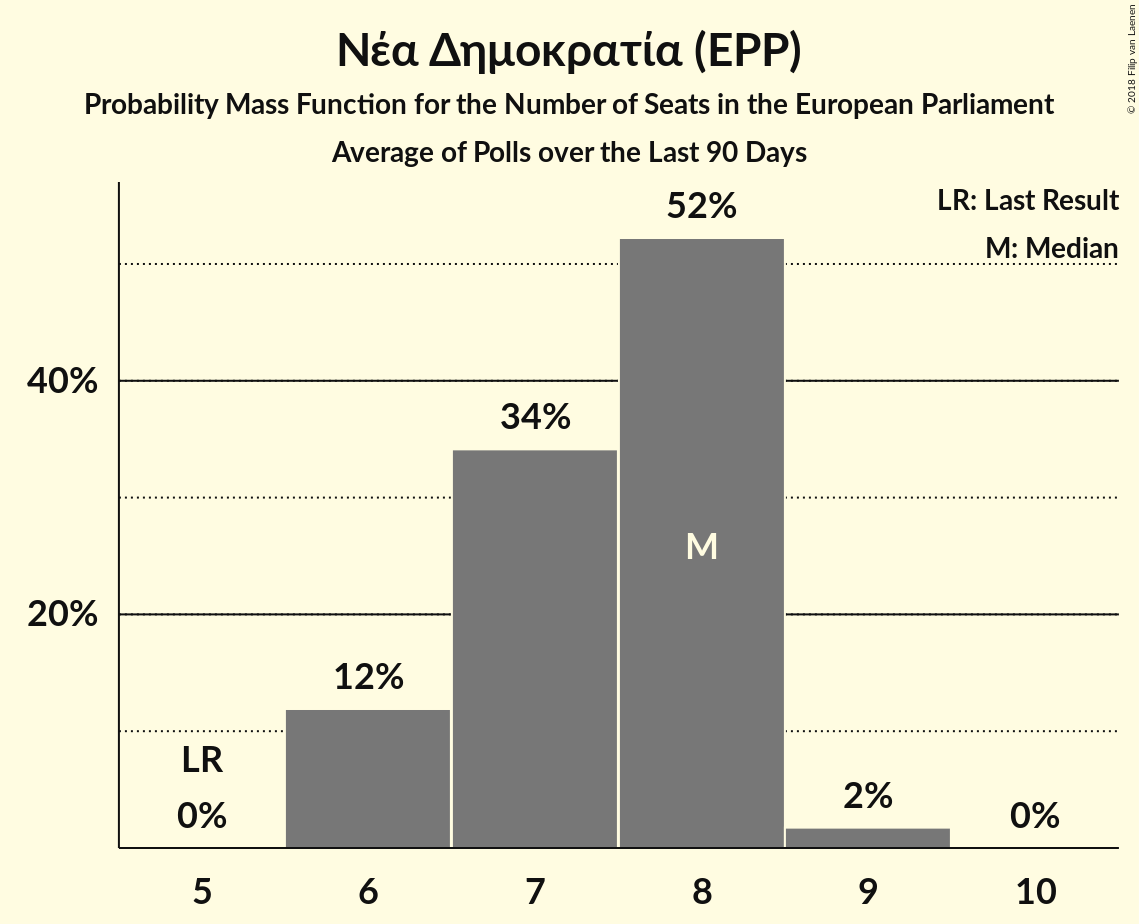 Νέα Δημοκρατία (EPP)
Probability Mass Function for the Number of Seats in the European Parliament
Average of Polls over the Last 90 Days
© 2018 Filip van Laenen
LR: Last Result
M: Median
52%
40%
34%
M
20%
12%
LR
0%
2%
0%
5 6 7 8 9 10